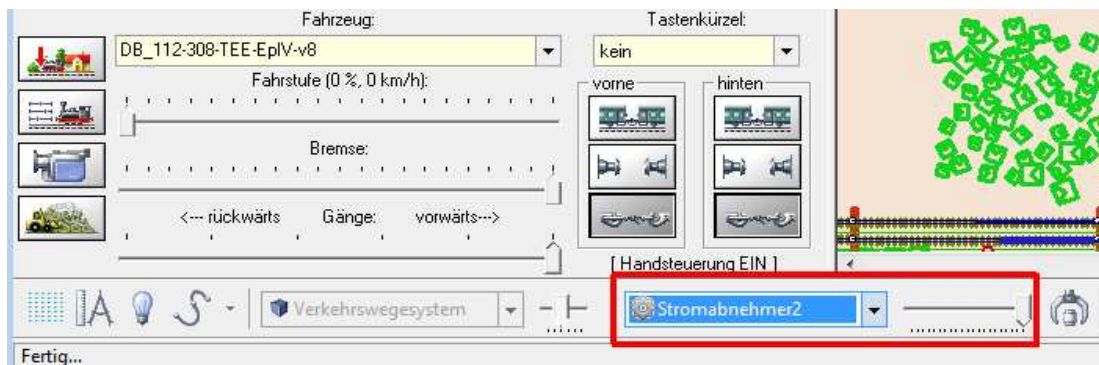 Fahrzeug:
Tastenkürzel:
DB_112-308-TEE-EpIV-v8
kein
Fahrstufe (0 %, 0 km/h):
vorne
hinten
Bremse:
<--- rückwärts Gänge: vorwärts--->
[ Handsteuerung EIN ]
Verkehrswegesystem
Stromabnehmer2
Fertig...